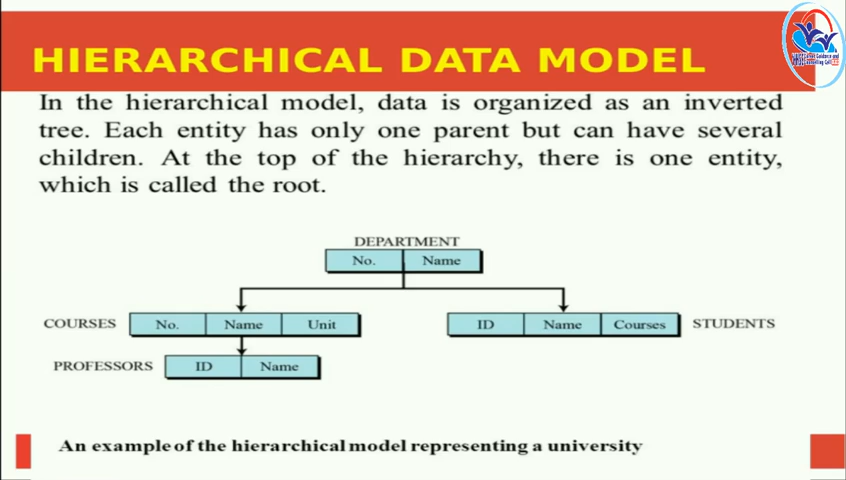 HIERARCHICAL DATA MODEL
In the hierarchical model, data is organized as an inverted
tree. Each entity has only one parent but can have several
children. At the top of the hierarchy, there is one entity,
which is called the root.
DEPARTMENT
No. Name
COURSES No. Name Unit
ID Name Courses STUDENTS
PROFESSORS ID Name
An example of the hierarchical model representing a university